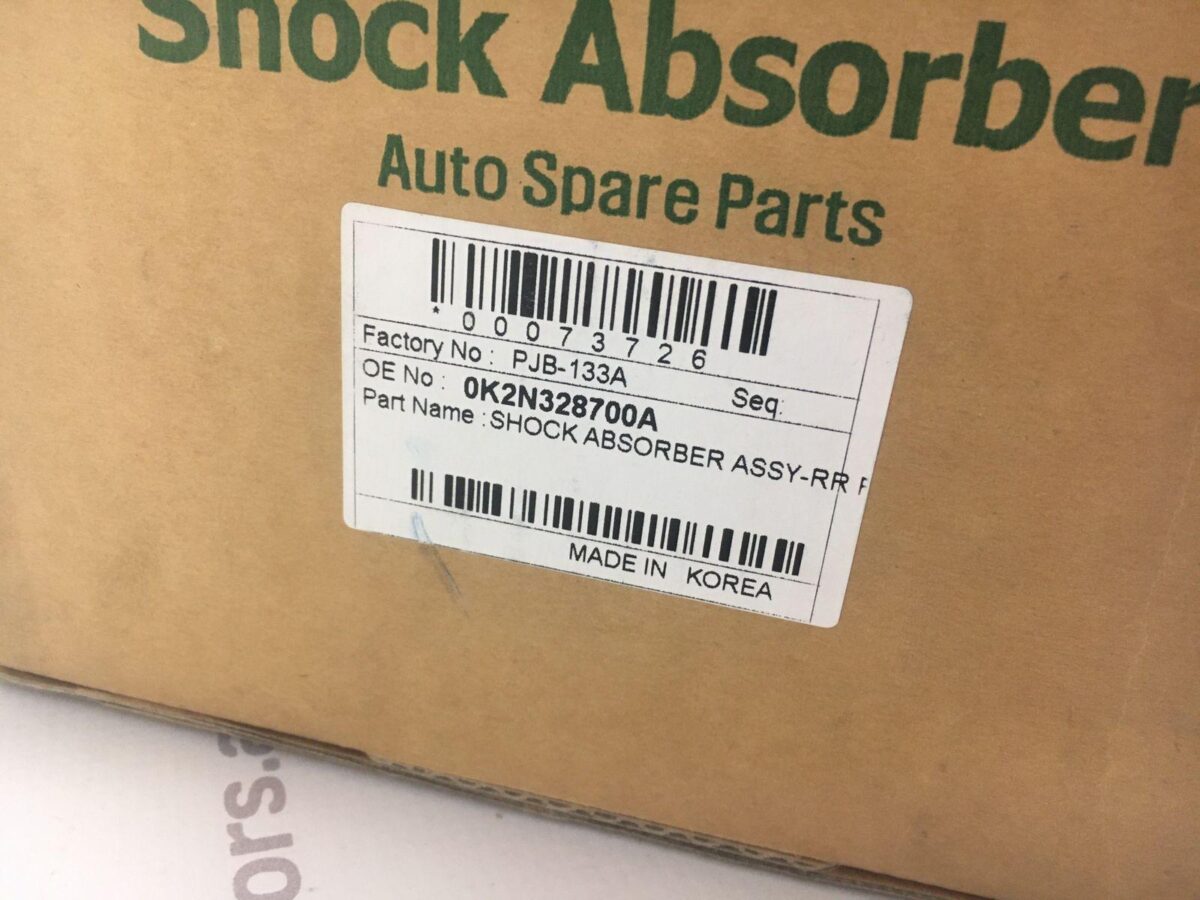 Shock Absorber
Auto Spare Parts
* 0 0 0 7 3 7 2 6
Factory No : PJB-133A
Seq:
OE No : 0K2N328700A
Part Name :SHOCK ABSORBER ASSY-RR
MADE IN KOREA
ors.a